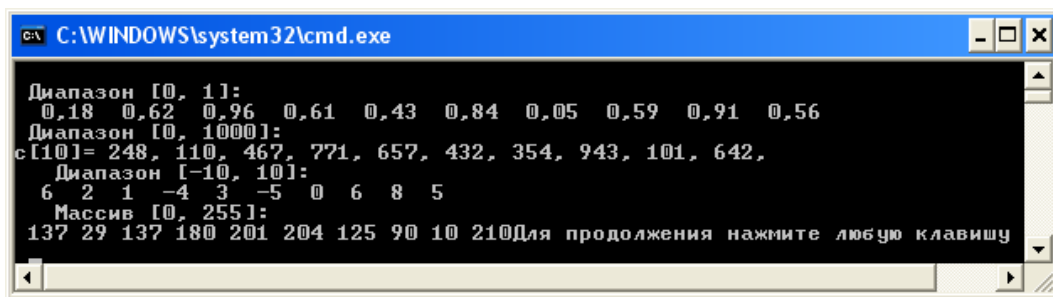 C:\WINDOWS\system32\cmd.exe
Диапазон [0, 1]:
0,18 0,62 0,96 0,61 0,43 0,84 0,05 0,59 0,91 0,56
Диапазон [0, 1000]:
c[10]= 248, 110, 467, 771, 657, 432, 354, 943, 101, 642,
Диапазон [-10, 10]:
6 2 1 -4 3 -5 0 6 8 5
Массив [0, 255]:
137 29 137 180 201 204 125 90 10 210Для продолжения нажмите любую клавишу